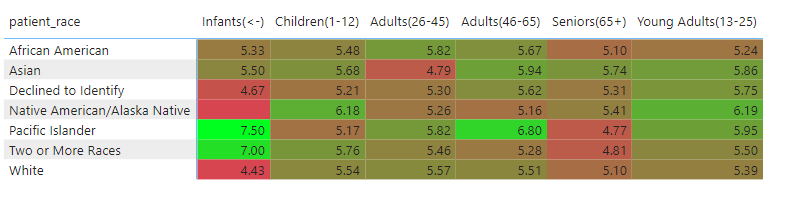 patient_race Infants(<-) Children(1-12) Adults(26-45) Adults(46-65) Seniors(65+) Young Adults(13-25)
African American 5.33 5.48 5.82 5.67 5.10 5.24
Asian 5.50 5.68 4.79 5.94 5.74 5.86
Declined to Identify 4.67 5.21 5.30 5.62 5.31 5.75
Native American/Alaska Native 6.18 5.26 5.16 5.41 6.19
Pacific Islander 7.50 5.17 5.82 6.80 4.77 5.95
Two or More Races 7.00 5.76 5.46 5.28 4.81 5.50
White 4.43 5.54 5.57 5.51 5.10 5.39